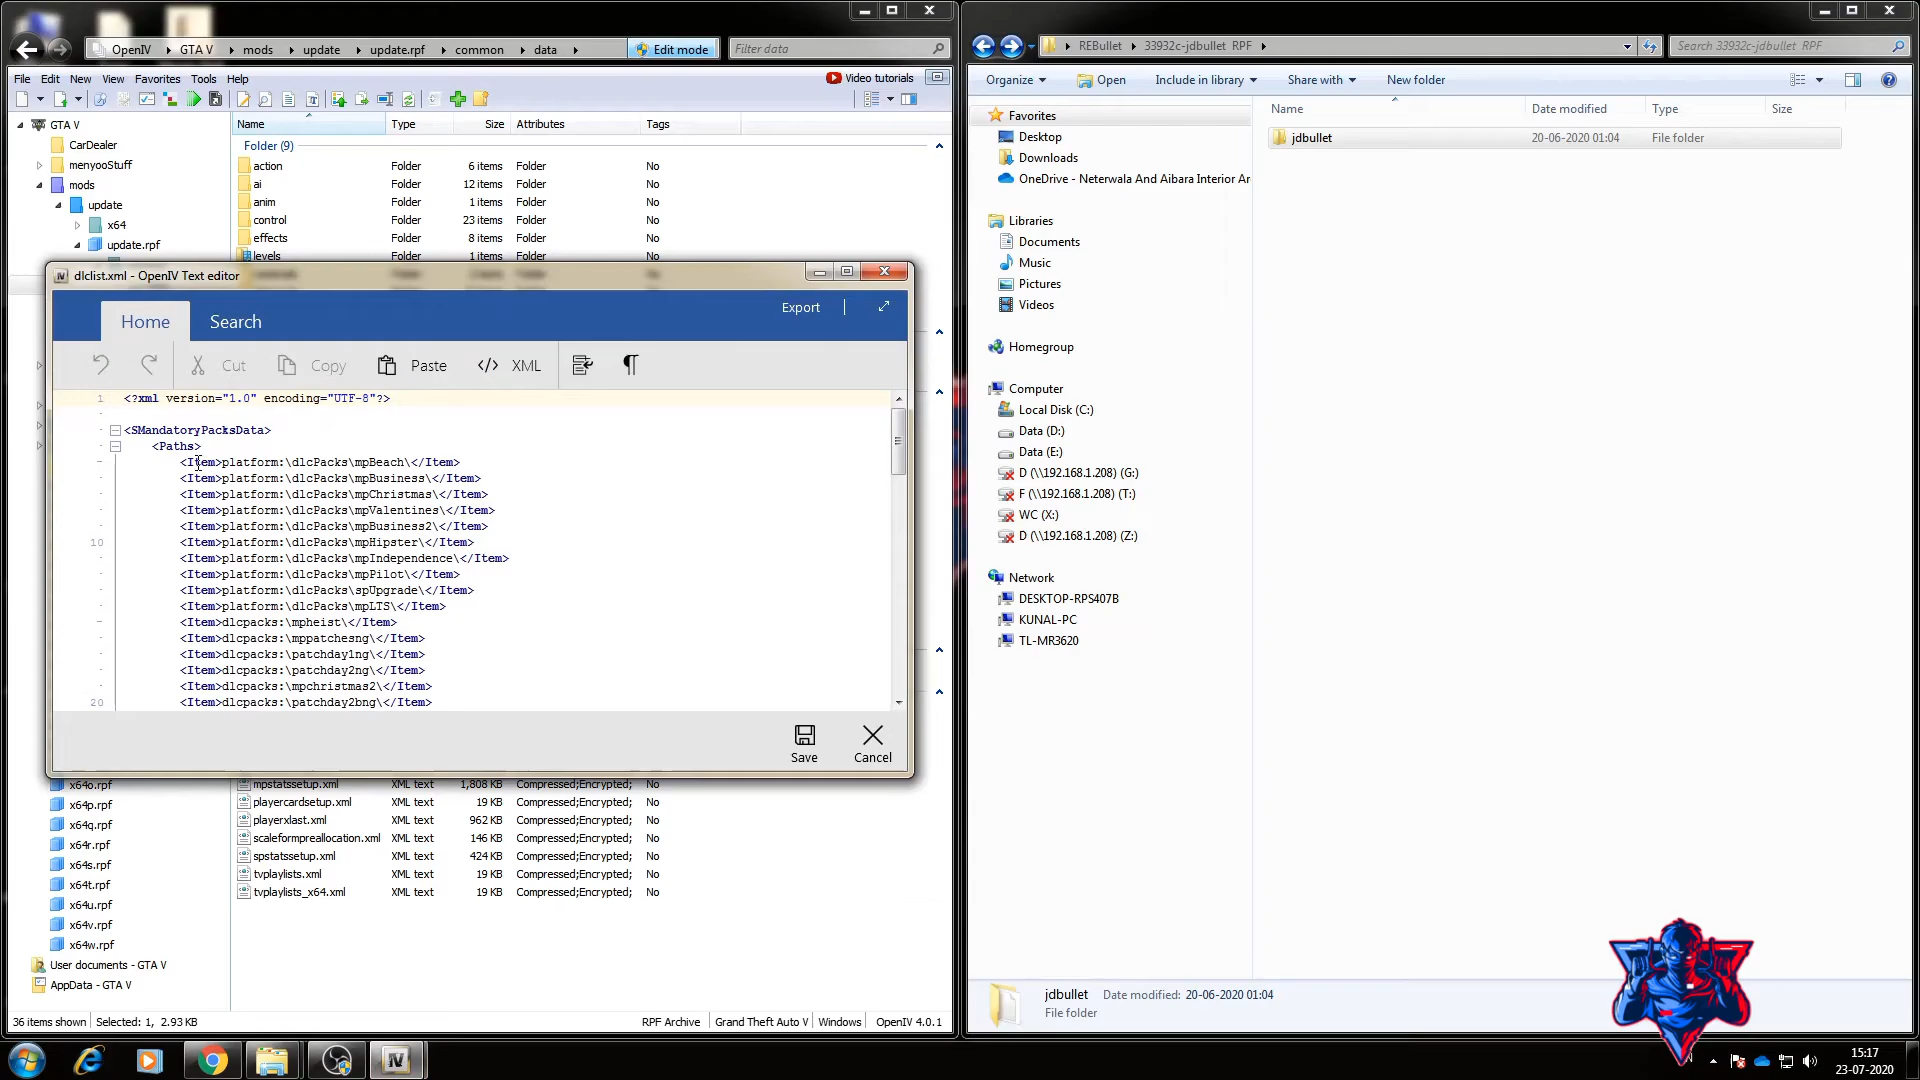 OpenIV GTA V mods update update.rpf common data Edit mode Filter data
File Edit New View Favorites Tools Help Video tutorials
GTA V
CarDealer
menyooStuff
mods
update
x64
update.rpf
Name Type Size Attributes Tags
Folder (9)
action Folder 6 items Folder No
ai Folder 12 items Folder No
anim Folder 1 items Folder No
control Folder 23 items Folder No
effects Folder 8 items Folder No
levels Folder 1 items Folder No
dlclist.xml - OpenIV Text editor
Export
Home Search
Cut Copy Paste XML
1 <?xml version="1.0" encoding="UTF-8"?>
<SMandatoryPacksData>
<Paths>
<Item>platform:\dlcPacks\mpBeach\</Item>
<Item>platform:\dlcPacks\mpBusiness\</Item>
<Item>platform:\dlcPacks\mpChristmas\</Item>
<Item>platform:\dlcPacks\mpValentines\</Item>
<Item>platform:\dlcPacks\mpBusiness2\</Item>
10 <Item>platform:\dlcPacks\mpHipster\</Item>
<Item>platform:\dlcPacks\mpIndependence\</Item>
<Item>platform:\dlcPacks\mpPilot\</Item>
<Item>platform:\dlcPacks\spUpgrade\</Item>
<Item>platform:\dlcPacks\mpLTS\</Item>
<Item>dlcpacks:\mpheist\</Item>
<Item>dlcpacks:\mppatchesng\</Item>
<Item>dlcpacks:\patchday1ng\</Item>
<Item>dlcpacks:\patchday2ng\</Item>
<Item>dlcpacks:\mpchristmas2\</Item>
20 <Item>dlcpacks:\patchday2bng\</Item>
Save Cancel
x64o.rpf
x64p.rpf
x64q.rpf
x64r.rpf
x64s.rpf
x64t.rpf
x64u.rpf
x64v.rpf
x64w.rpf
User documents - GTA V
AppData - GTA V
mpstatssetup.xml XML text 1,808 KB Compressed;Encrypted; No
playercardsetup.xml XML text 19 KB Compressed;Encrypted; No
playerxlast.xml XML text 962 KB Compressed;Encrypted; No
scaleformpreallocation.xml XML text 146 KB Compressed;Encrypted; No
spstatssetup.xml XML text 424 KB Compressed;Encrypted; No
tvplaylists.xml XML text 19 KB Compressed;Encrypted; No
tvplaylists_x64.xml XML text 19 KB Compressed;Encrypted; No
36 items shown Selected: 1, 2.93 KB RPF Archive Grand Theft Auto V Windows OpenIV 4.0.1
REBullet 33932c-jdbullet RPF Search 33932c-jdbullet RPF
Organize Open Include in library Share with New folder
Favorites
Desktop
Downloads
OneDrive - Neterwala And Aibara Interior Ar
Libraries
Documents
Music
Pictures
Videos
Homegroup
Computer
Local Disk (C:)
Data (D:)
Data (E:)
D (\\192.168.1.208) (G:)
F (\\192.168.1.208) (T:)
WC (X:)
D (\\192.168.1.208) (Z:)
Network
DESKTOP-RPS407B
KUNAL-PC
TL-MR3620
Name Date modified Type Size
jdbullet 20-06-2020 01:04 File folder
jdbullet Date modified: 20-06-2020 01:04
File folder
15:17
23-07-2020